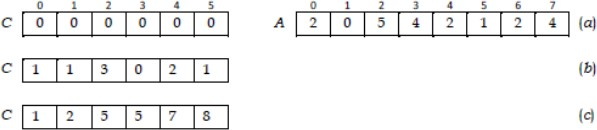 0 1 2 3 4 5 0 1 2 3 4 5 6 7
C 0 0 0 0 0 0 A 2 0 5 4 2 1 2 4 (a)
C 1 1 3 0 2 1 (b)
C 1 2 5 5 7 8 (c)